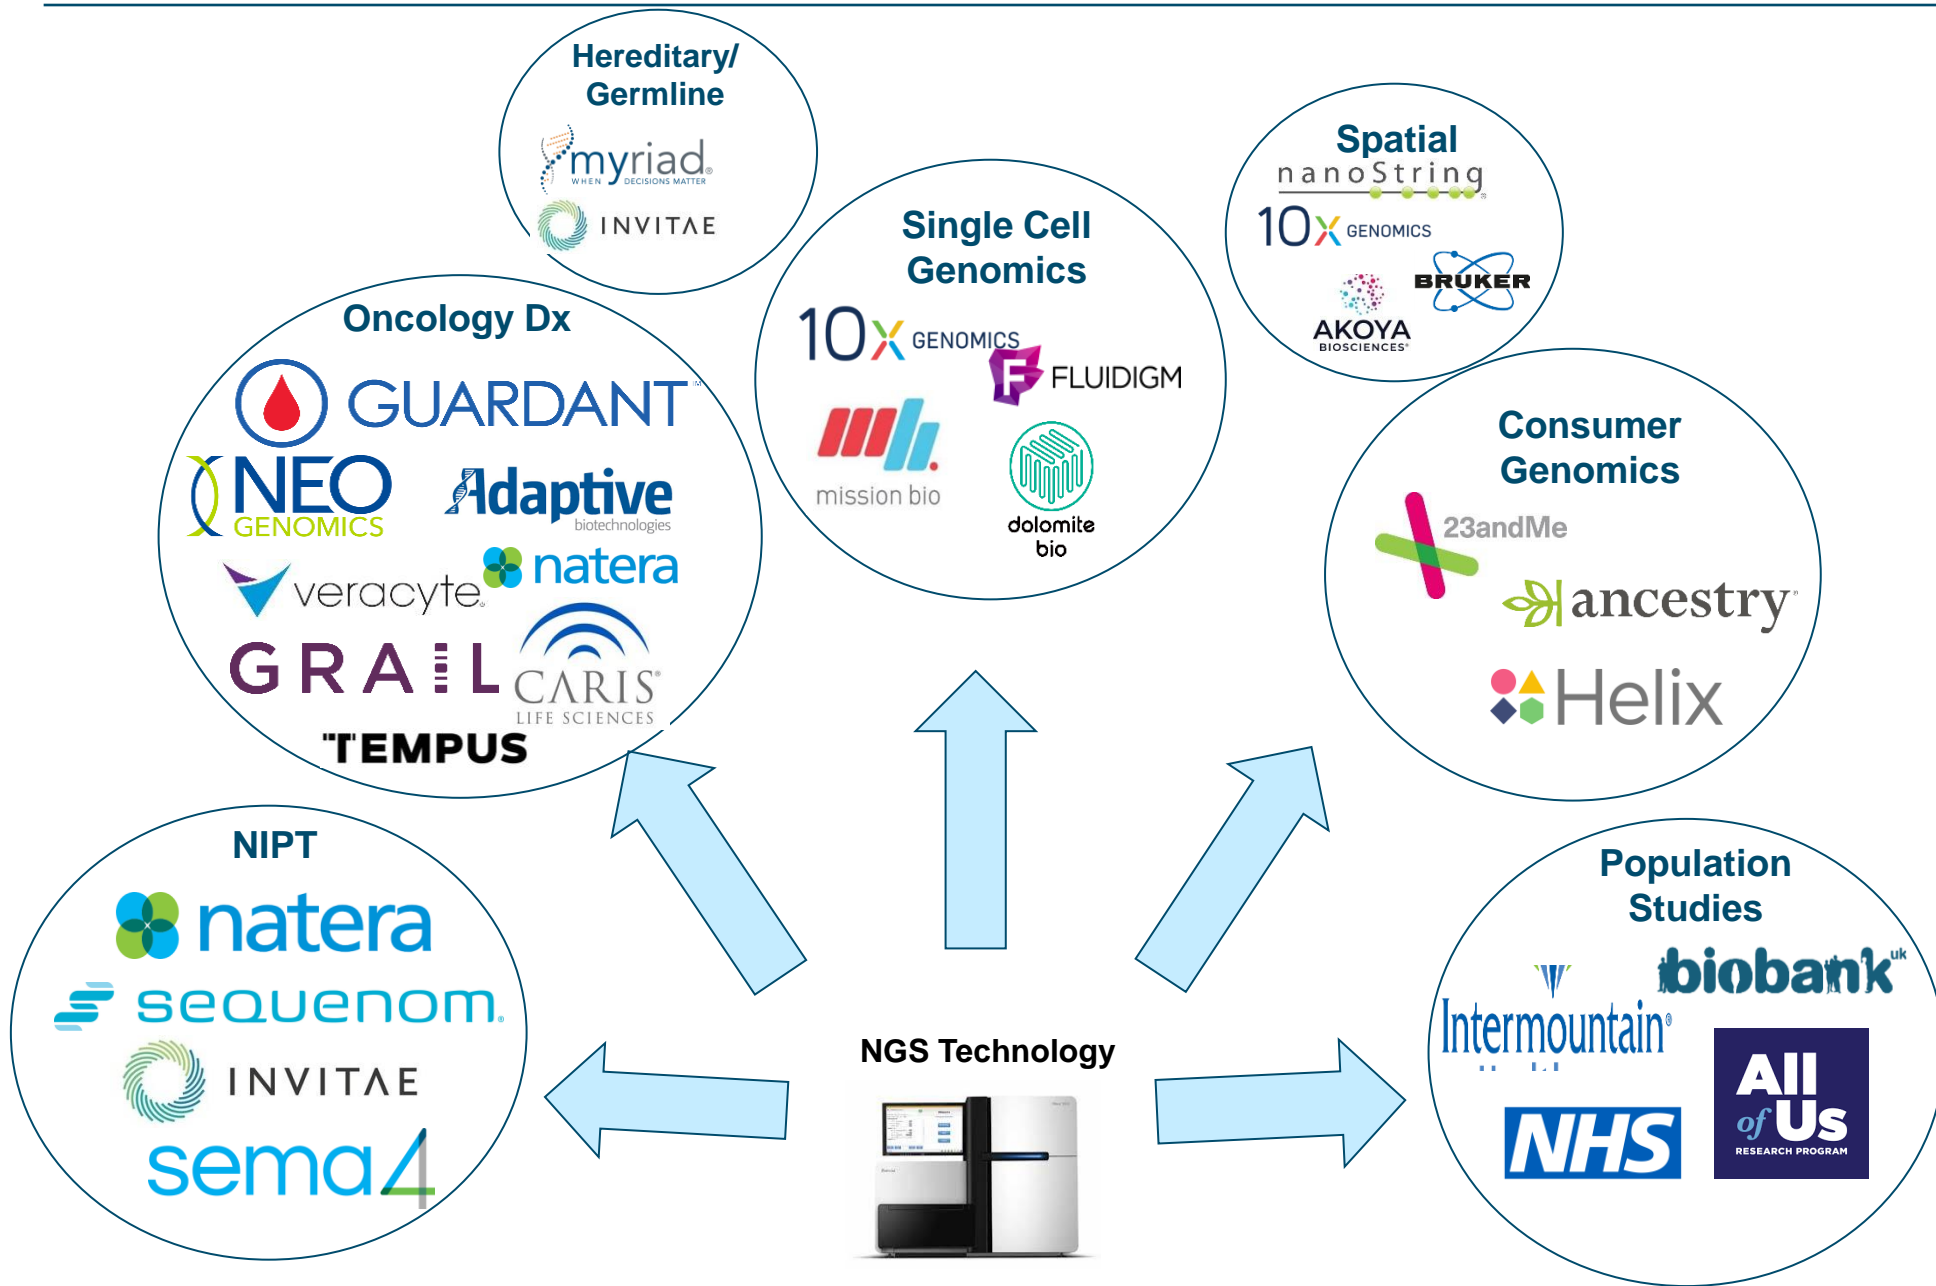 Hereditary/
Germline
myriad®
WHEN DECISIONS MATTER
INVITAE
Spatial
nanoString®
10X GENOMICS
BRUKER
AKOYA
BIOSCIENCES®
Single Cell
Genomics
10X GENOMICS
F FLUIDIGM
mission bio
dolomite
bio
Oncology Dx
GUARDANT™
NEO
GENOMICS
Adaptive
biotechnologies
veracyte®
natera
GRAIL
CARIS®
LIFE SCIENCES
TEMPUS
Consumer
Genomics
23andMe
ancestry®
Helix
NIPT
natera
sequenom®
INVITAE
sema4
Population
Studies
biobank uk
Intermountain®
All
of Us
RESEARCH PROGRAM
NHS
NGS Technology